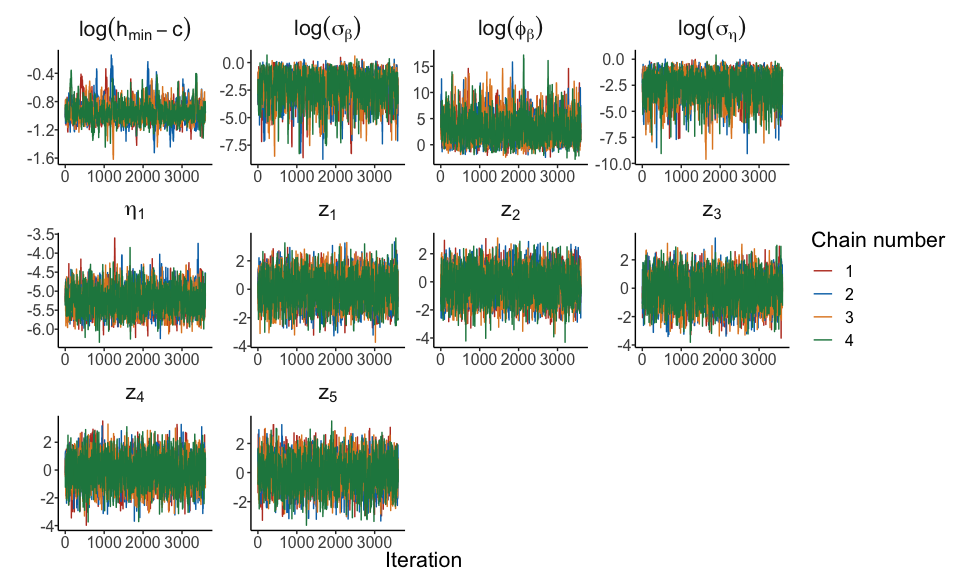 log(h_min − c) log(σ_β) log(ϕ_β) log(σ_η)
-0.4 -0.8 -1.2 -1.6
0.0 -2.5 -5.0 -7.5
15 10 5 0
0.0 -2.5 -5.0 -7.5 -10.0
0 1000 2000 3000 0 1000 2000 3000 0 1000 2000 3000 0 1000 2000 3000
η₁ z₁ z₂ z₃
-3.5 -4.0 -4.5 -5.0 -5.5 -6.0
2 0 -2 -4
2 0 -2 -4
2 0 -2 -4
0 1000 2000 3000 0 1000 2000 3000 0 1000 2000 3000 0 1000 2000 3000
Chain number
1
2
3
4
z₄ z₅
2 0 -2 -4
2 0 -2
0 1000 2000 3000 0 1000 2000 3000
Iteration